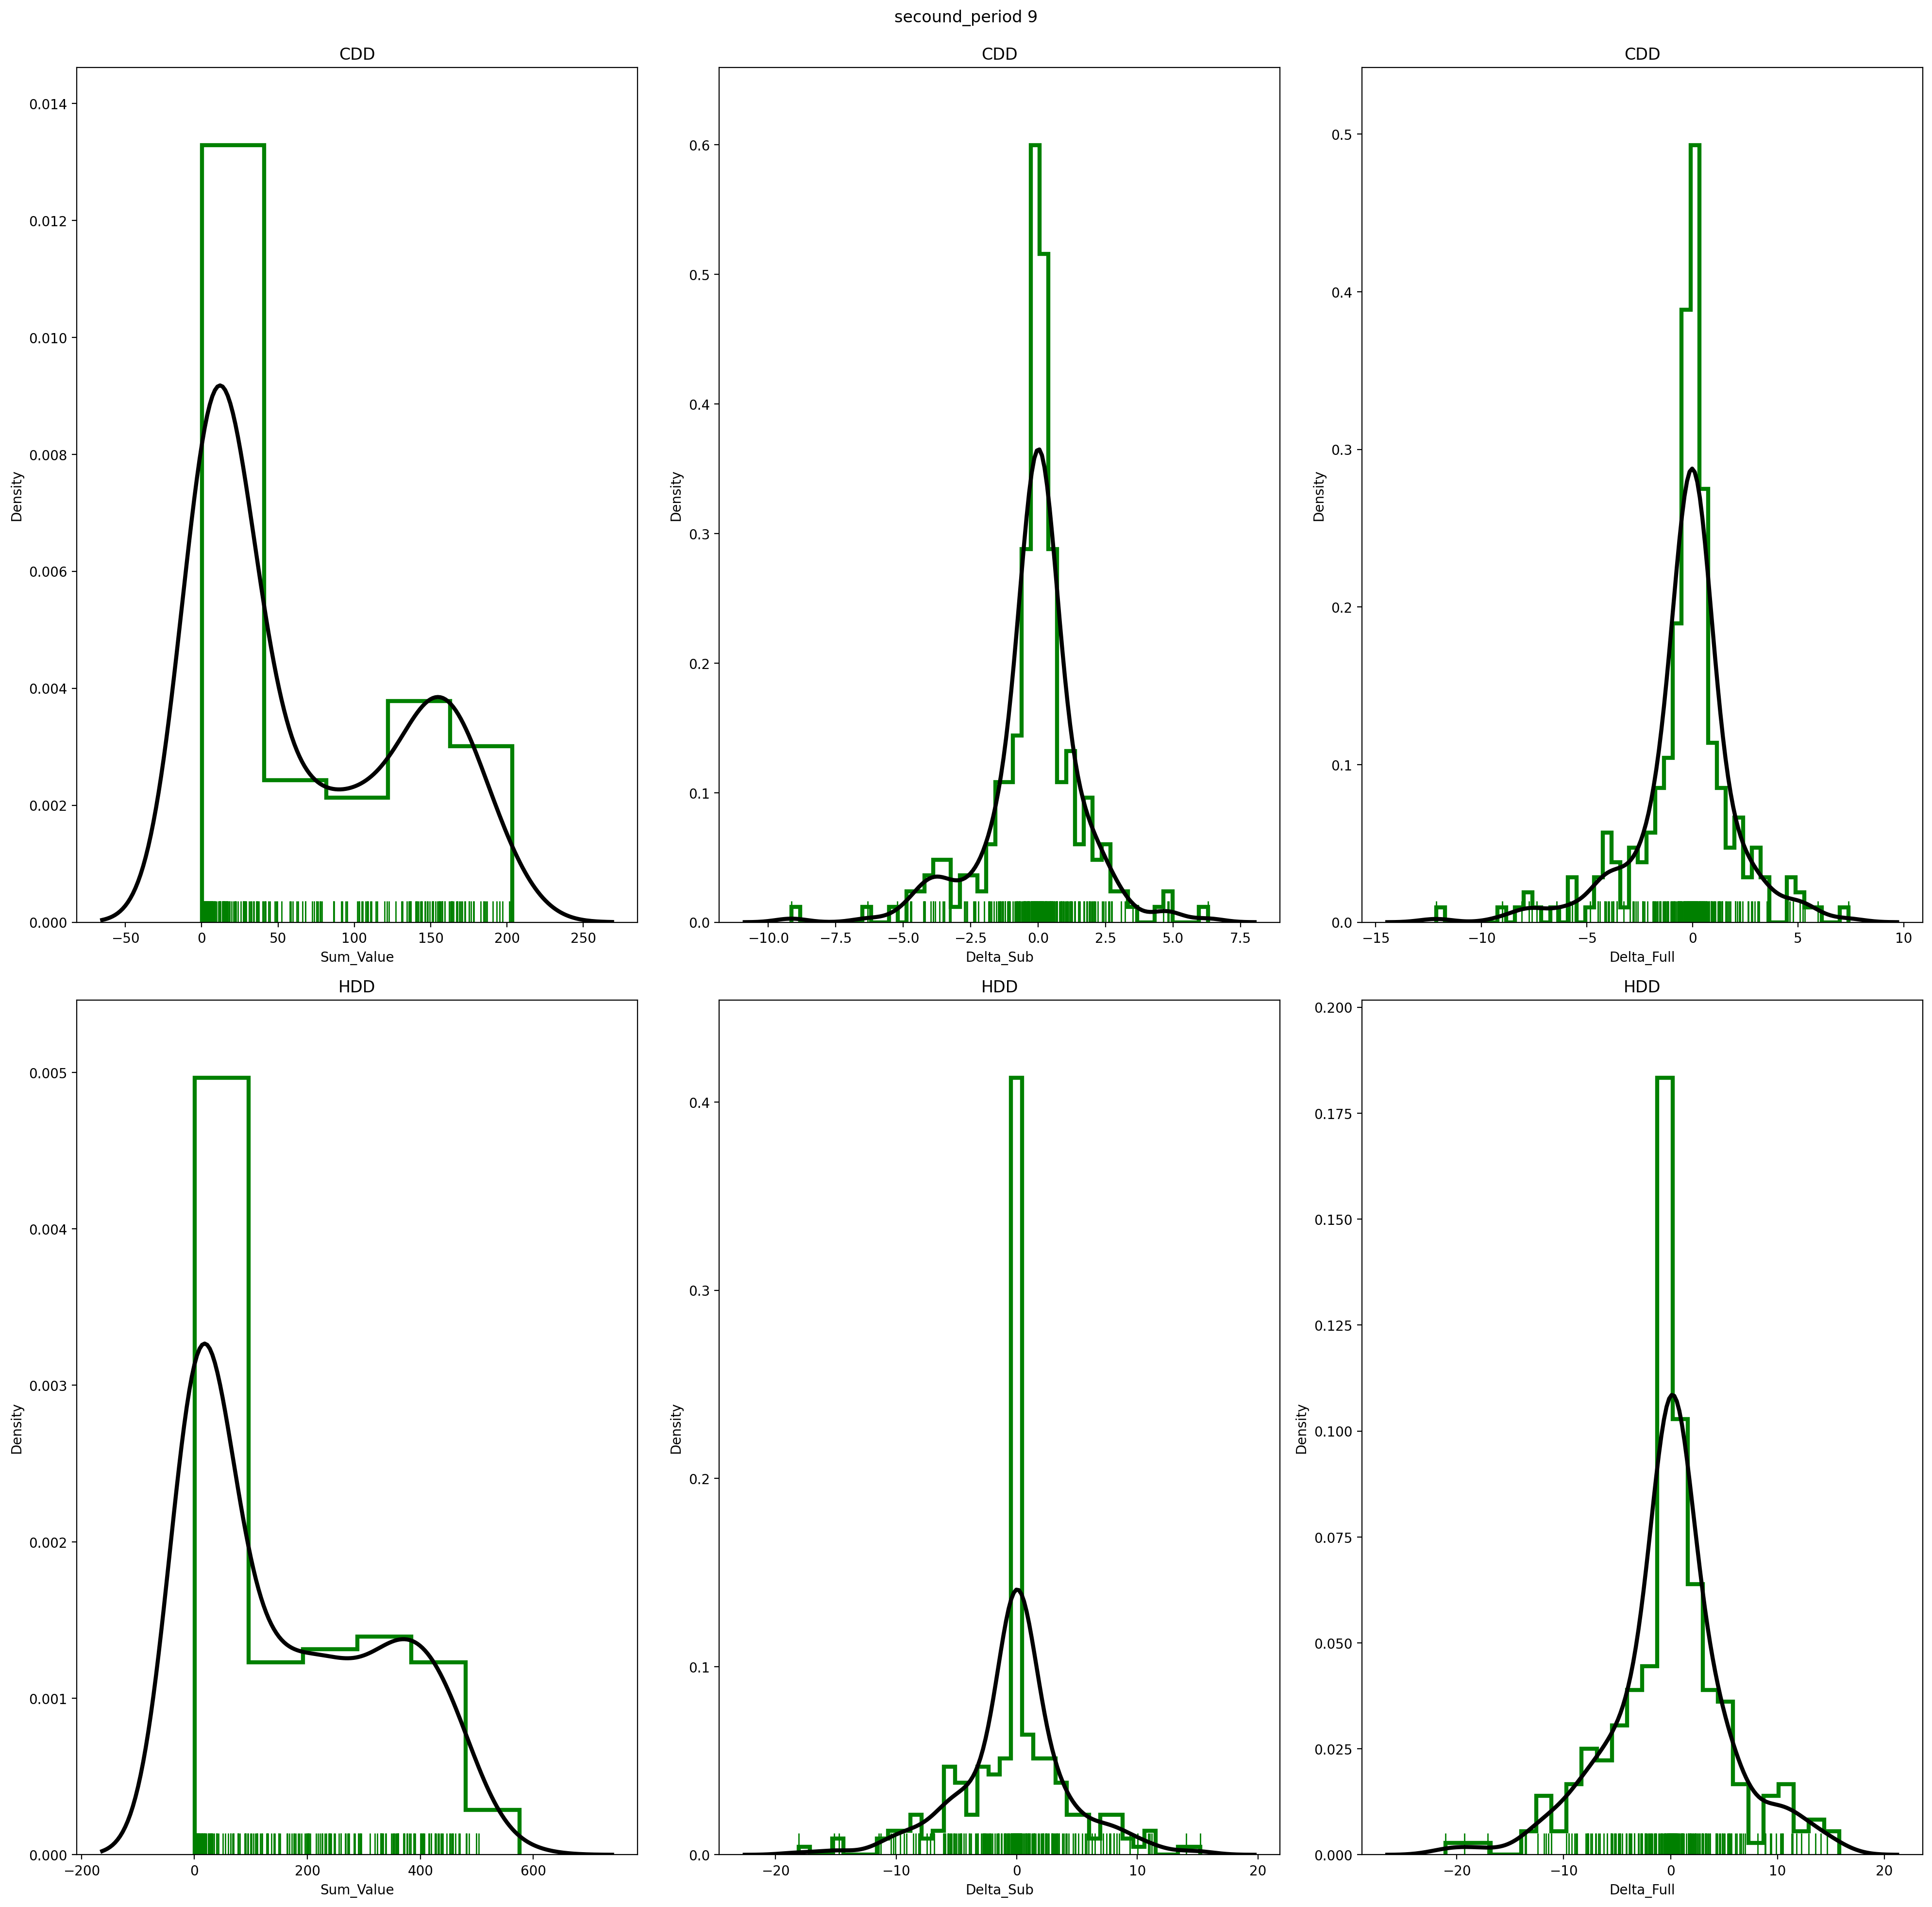 secound_period 9
CDD
CDD
CDD
0.014
0.012
0.010
0.008
0.006
0.004
0.002
0.000
Density
−50 0 50 100 150 200 250
Sum_Value
0.6
0.5
0.4
0.3
0.2
0.1
0.0
Density
−10.0 −7.5 −5.0 −2.5 0.0 2.5 5.0 7.5
Delta_Sub
0.5
0.4
0.3
0.2
0.1
0.0
Density
−15 −10 −5 0 5 10
Delta_Full
HDD
HDD
HDD
0.005
0.004
0.003
0.002
0.001
0.000
Density
−200 0 200 400 600
Sum_Value
0.4
0.3
0.2
0.1
0.0
Density
−20 −10 0 10 20
Delta_Sub
0.200
0.175
0.150
0.125
0.100
0.075
0.050
0.025
0.000
Density
−20 −10 0 10 20
Delta_Full